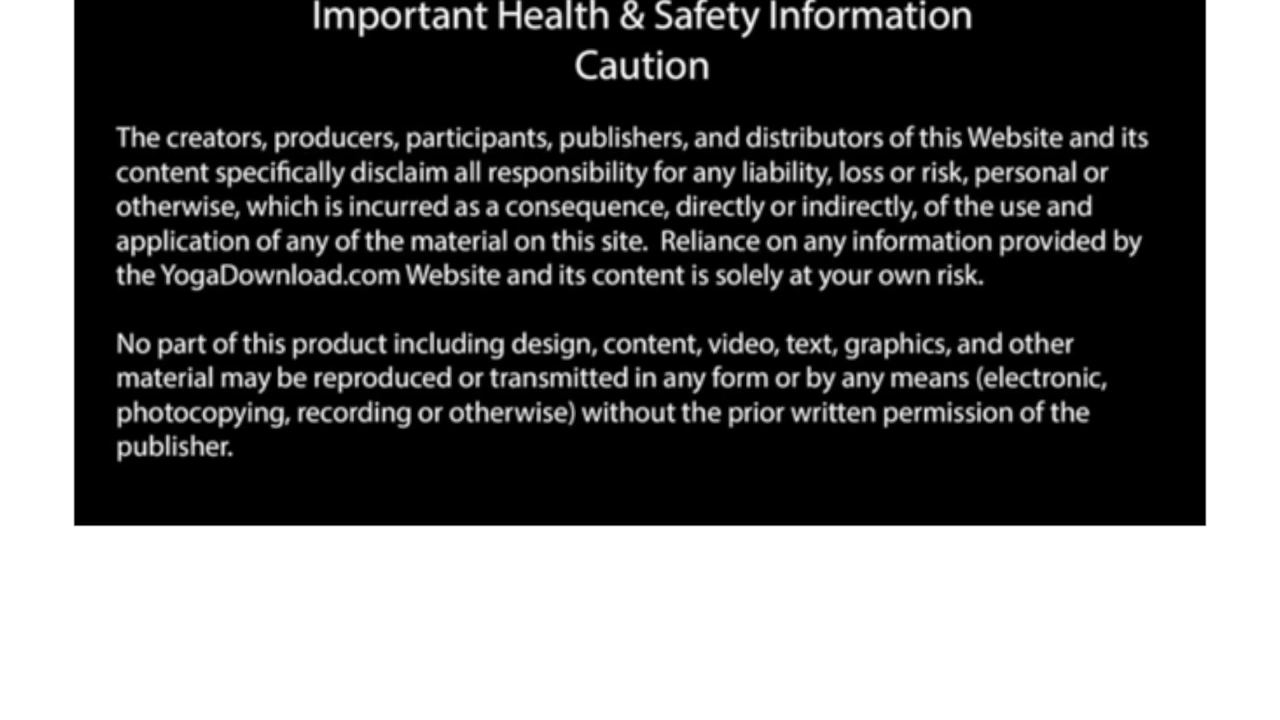 Important Health & Safety Information
Caution
The creators, producers, participants, publishers, and distributors of this Website and its
content specifically disclaim all responsibility for any liability, loss or risk, personal or
otherwise, which is incurred as a consequence, directly or indirectly, of the use and
application of any of the material on this site.  Reliance on any information provided by
the YogaDownload.com Website and its content is solely at your own risk.
No part of this product including design, content, video, text, graphics, and other
material may be reproduced or transmitted in any form or by any means (electronic,
photocopying, recording or otherwise) without the prior written permission of the
publisher.